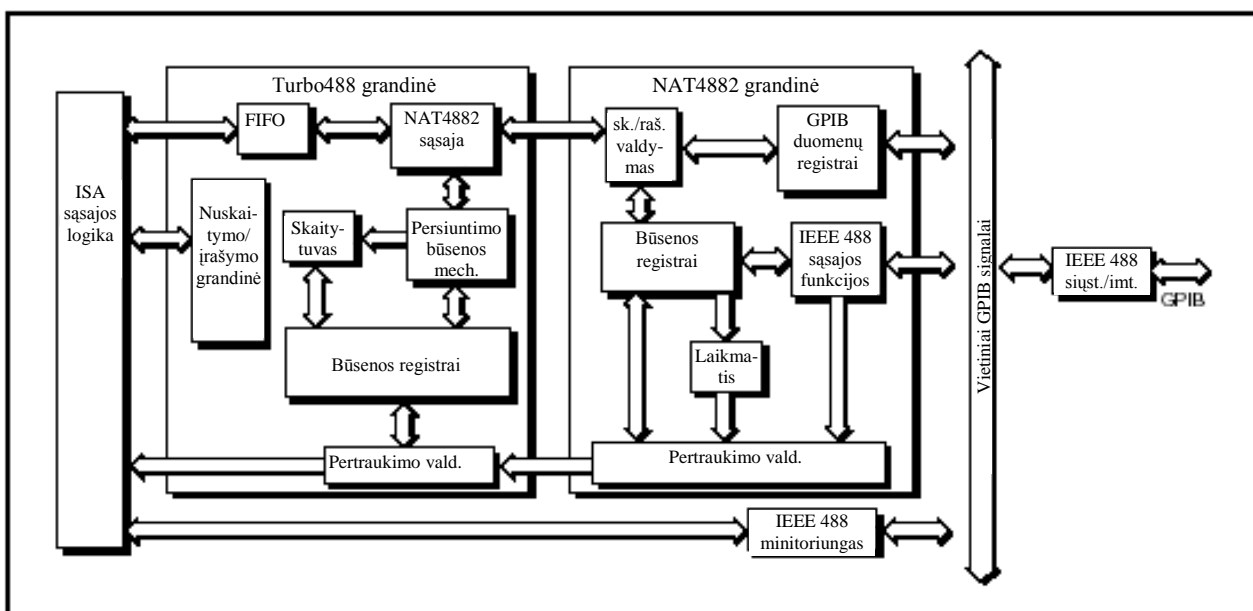 Turbo488 grandinė
NAT4882 grandinė
ISA
sąsajos
logika
FIFO
NAT4882
sąsaja
sk./raš.
valdy-
mas
GPIB
duomenų
registrai
Nuskai-
tymo/
įrašymo
grandinė
Skaity-
tuvas
Persiuntimo
būsenos
mech.
Būsenos
registrai
IEEE 488
sąsajos
funkcijos
Būsenos registrai
Laikma-
tis
Pertraukimo vald.
Pertraukimo vald.
IEEE 488
minitoriungas
Vietiniai GPIB signalai
IEEE 488
siųst./imt.
GPIB